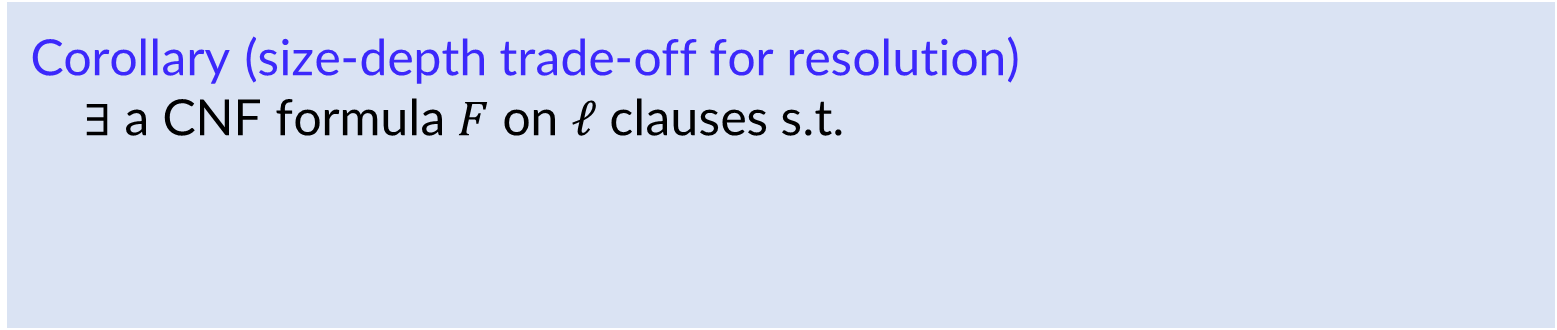 Corollary (size-depth trade-off for resolution)
∃ a CNF formula 𝐹 on ℓ clauses s.t.